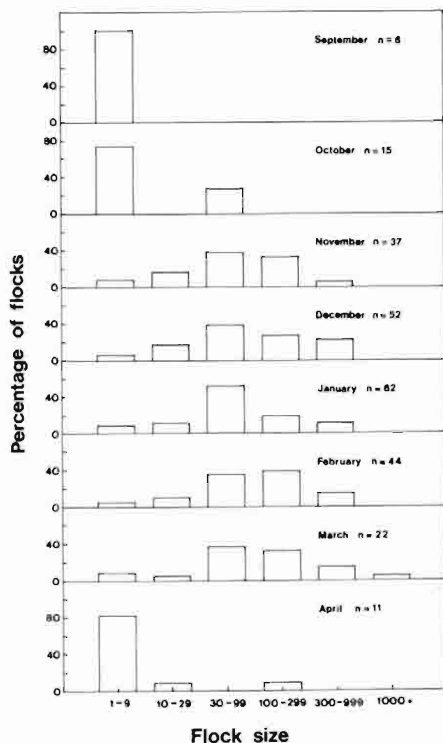 80
40
0
September n=6
80
40
0
October n=15
40
0
November n=37
40
0
December n=52
40
0
January n=62
40
0
February n=44
40
0
March n=22
80
40
0
April n=11
1-9 10-29 30-99 100-299 300-999 1000+
Percentage of flocks
Flock size